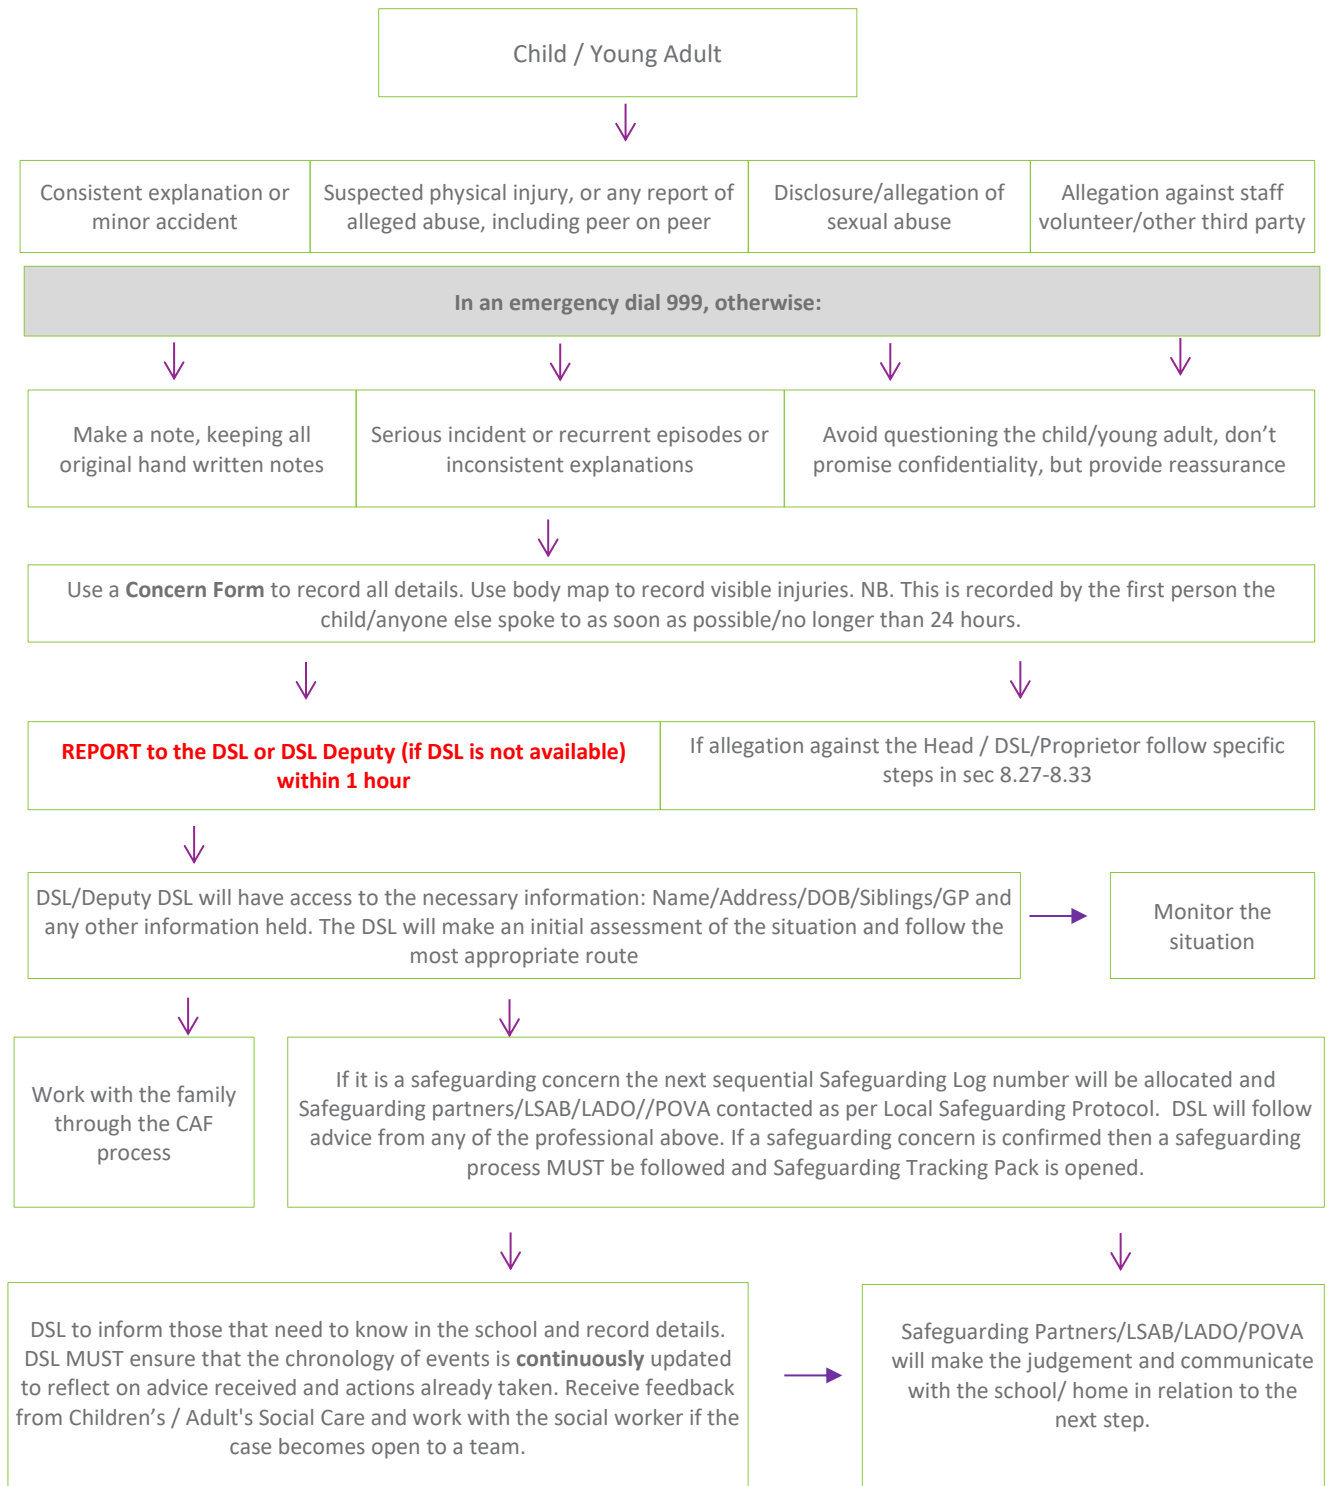 Child / Young Adult
Consistent explanation or
minor accident
Suspected physical injury, or any report of
alleged abuse, including peer on peer
Disclosure/allegation of
sexual abuse
Allegation against staff
volunteer/other third party
In an emergency dial 999, otherwise:
Make a note, keeping all
original hand written notes
Serious incident or recurrent episodes or
inconsistent explanations
Avoid questioning the child/young adult, don’t
promise confidentiality, but provide reassurance
Use a Concern Form to record all details. Use body map to record visible injuries. NB. This is recorded by the first person the
child/anyone else spoke to as soon as possible/no longer than 24 hours.
REPORT to the DSL or DSL Deputy (if DSL is not available)
within 1 hour
If allegation against the Head / DSL/Proprietor follow specific
steps in sec 8.27-8.33
DSL/Deputy DSL will have access to the necessary information: Name/Address/DOB/Siblings/GP and
any other information held. The DSL will make an initial assessment of the situation and follow the
most appropriate route
Monitor the
situation
Work with the family
through the CAF
process
If it is a safeguarding concern the next sequential Safeguarding Log number will be allocated and
Safeguarding partners/LSAB/LADO//POVA contacted as per Local Safeguarding Protocol. DSL will follow
advice from any of the professional above. If a safeguarding concern is confirmed then a safeguarding
process MUST be followed and Safeguarding Tracking Pack is opened.
DSL to inform those that need to know in the school and record details.
DSL MUST ensure that the chronology of events is continuously updated
to reflect on advice received and actions already taken. Receive feedback
from Children’s / Adult's Social Care and work with the social worker if the
case becomes open to a team.
Safeguarding Partners/LSAB/LADO/POVA
will make the judgement and communicate
with the school/ home in relation to the
next step.